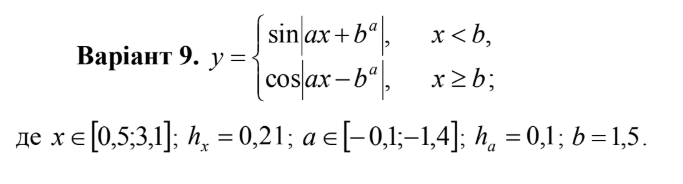 Варіант 9. y = { sin|ax + b^a|, x < b,
cos|ax − b^a|, x ≥ b;
де x ∈ [0,5;3,1]; h_x = 0,21; a ∈ [−0,1;−1,4]; h_a = 0,1; b = 1,5.